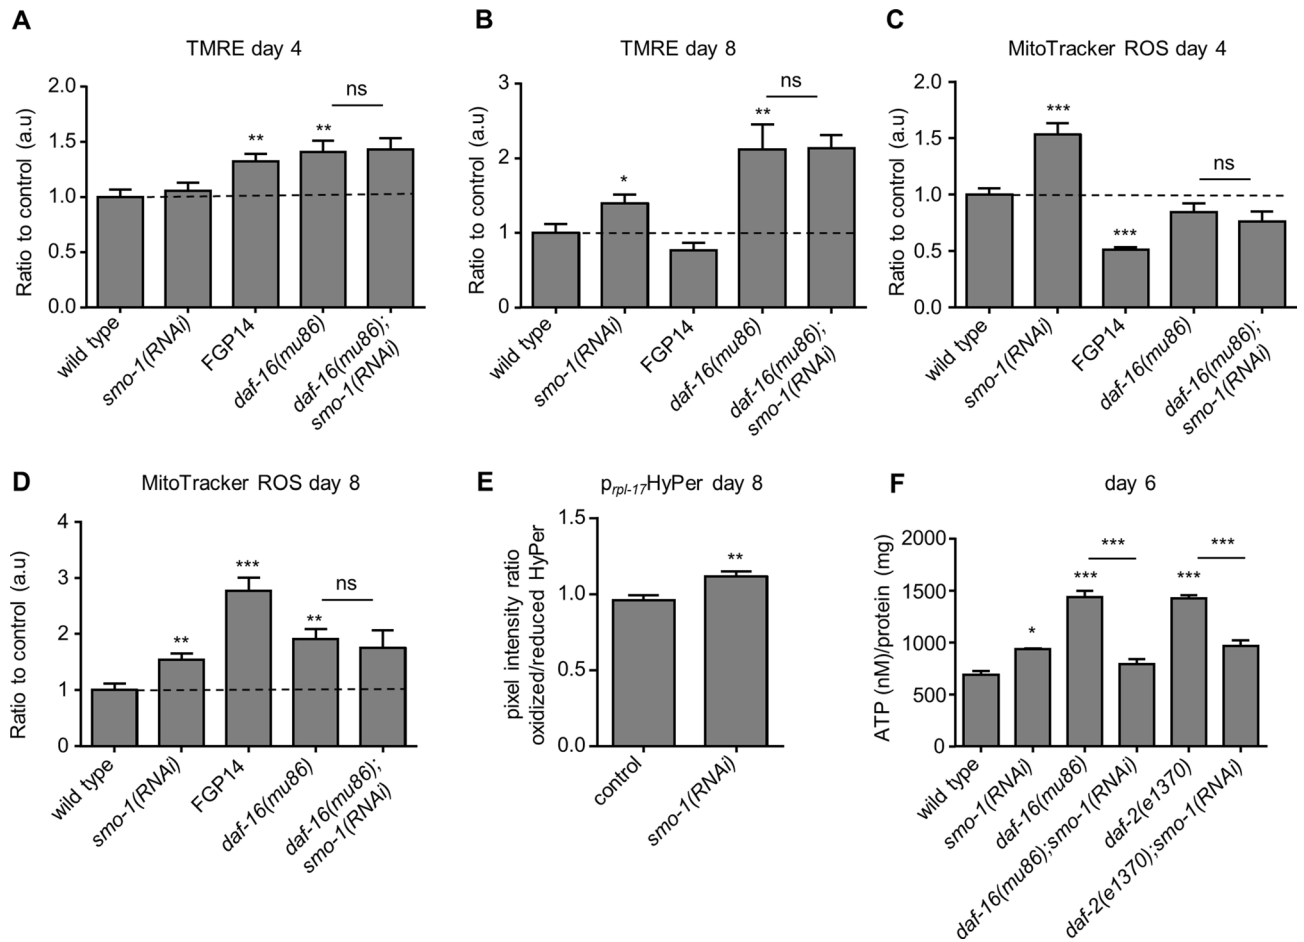 A
TMRE day 4
Ratio to control (a.u)
2.0
1.5
1.0
0.5
0.0
**
**
ns
wild type
smo-1(RNAi)
FGP14
daf-16(mu86)
daf-16(mu86);
smo-1(RNAi)
B
TMRE day 8
Ratio to control (a.u)
3
2
1
0
*
**
ns
wild type
smo-1(RNAi)
FGP14
daf-16(mu86)
daf-16(mu86);
smo-1(RNAi)
C
MitoTracker ROS day 4
Ratio to control (a.u)
2.0
1.5
1.0
0.5
0.0
***
***
ns
wild type
smo-1(RNAi)
FGP14
daf-16(mu86)
daf-16(mu86);
smo-1(RNAi)
D
MitoTracker ROS day 8
Ratio to control (a.u)
4
3
2
1
0
**
***
**
ns
wild type
smo-1(RNAi)
FGP14
daf-16(mu86)
daf-16(mu86);
smo-1(RNAi)
E
prpl-17HyPer day 8
pixel intensity ratio
oxidized/reduced HyPer
1.5
1.0
0.5
0.0
**
control
smo-1(RNAi)
F
day 6
ATP (nM)/protein (mg)
2000
1500
1000
500
0
*
***
***
***
***
wild type
smo-1(RNAi)
daf-16(mu86)
daf-16(mu86);smo-1(RNAi)
daf-2(e1370)
daf-2(e1370);smo-1(RNAi)